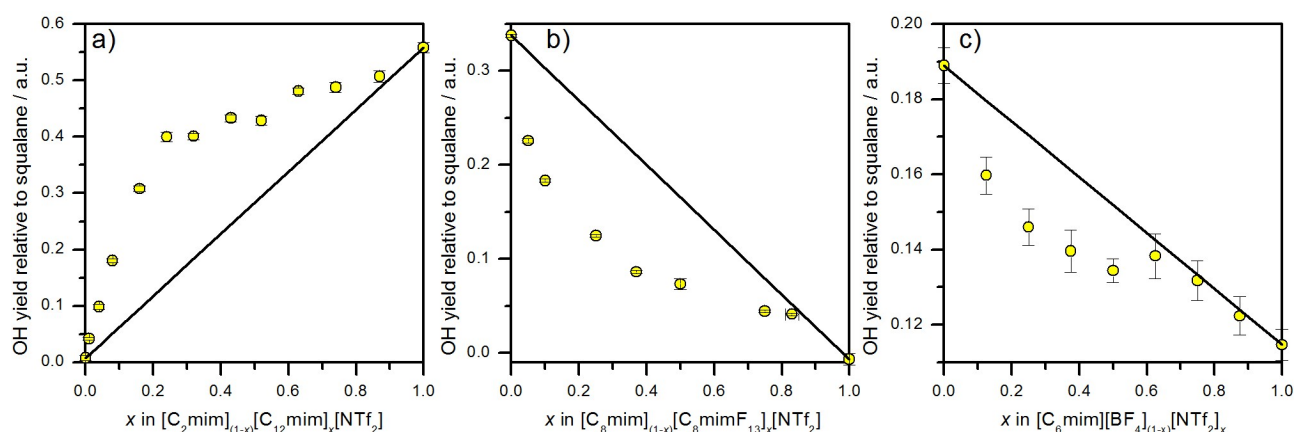 a)
OH yield relative to squalane / a.u.
0.6
0.5
0.4
0.3
0.2
0.1
0.0
0.0 0.2 0.4 0.6 0.8 1.0
x in [C₂mim]₍₁₋ₓ₎[C₁₂mim]ₓ[NTf₂]
b)
OH yield relative to squalane / a.u.
0.3
0.2
0.1
0.0
0.0 0.2 0.4 0.6 0.8 1.0
x in [C₈mim]₍₁₋ₓ₎[C₈mimF₁₃]ₓ[NTf₂]
c)
OH yield relative to squalane / a.u.
0.20
0.18
0.16
0.14
0.12
0.0 0.2 0.4 0.6 0.8 1.0
x in [C₆mim][BF₄]₍₁₋ₓ₎[NTf₂]ₓ